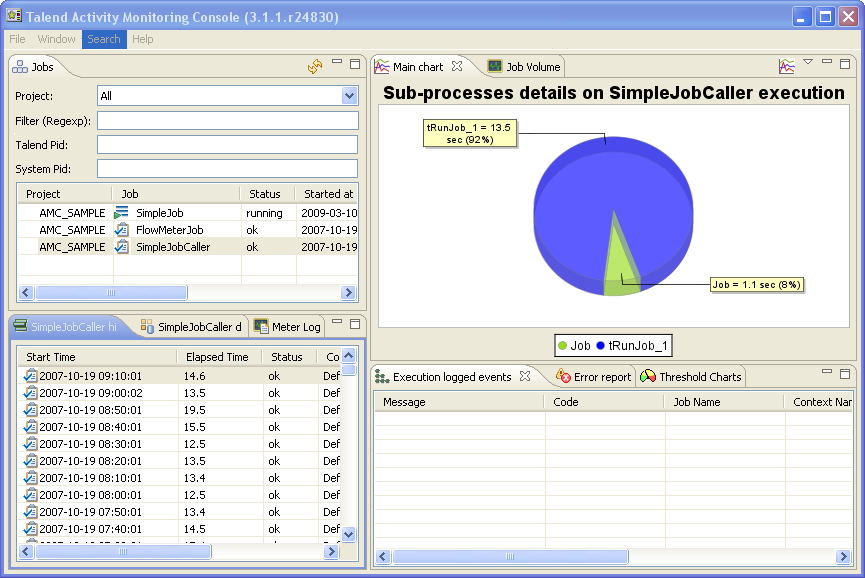 Talend Activity Monitoring Console (3.1.1.r24830)
File Window Search Help
Jobs
Project: All
Filter (Regexp):
Talend Pid:
System Pid:
Project Job Status Started at
AMC_SAMPLE SimpleJob running 2009-03-10
AMC_SAMPLE FlowMeterJob ok 2007-10-19
AMC_SAMPLE SimpleJobCaller ok 2007-10-19
SimpleJobCaller hi SimpleJobCaller d Meter Log
Start Time Elapsed Time Status Co
2007-10-19 09:10:01 14.6 ok Def
2007-10-19 09:00:02 13.5 ok Def
2007-10-19 08:50:01 19.5 ok Def
2007-10-19 08:40:01 15.5 ok Def
2007-10-19 08:30:01 12.5 ok Def
2007-10-19 08:20:01 13.5 ok Def
2007-10-19 08:10:01 13.4 ok Def
2007-10-19 08:00:01 12.5 ok Def
2007-10-19 07:50:01 13.4 ok Def
2007-10-19 07:40:01 14.5 ok Def
Main chart Job Volume
Sub-processes details on SimpleJobCaller execution
tRunJob_1 = 13.5
sec (92%)
Job = 1.1 sec (8%)
Job tRunJob_1
Execution logged events Error report Threshold Charts
Message Code Job Name Context Nar